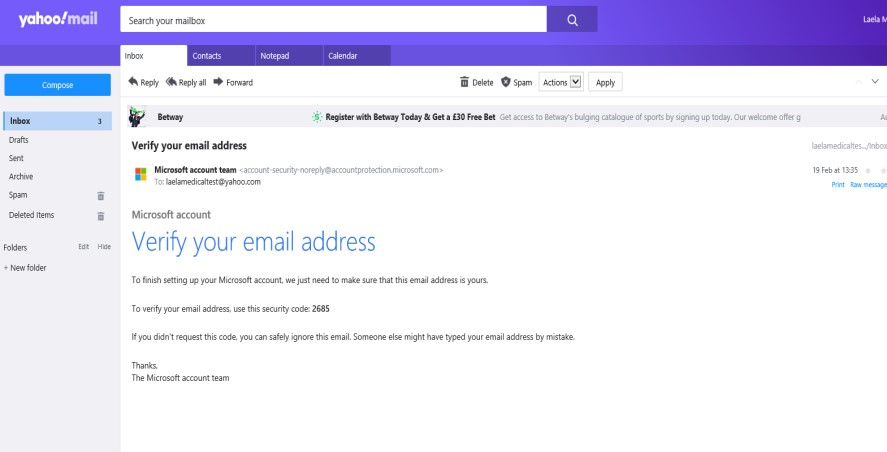 yahoo!mail
Search your mailbox
Laela M
Inbox
Contacts
Notepad
Calendar
Compose
Reply
Reply all
Forward
Delete
Spam
Actions
Apply
Betway
Register with Betway Today & Get a £30 Free Bet Get access to Betway's bulging catalogue of sports by signing up today. Our welcome offer g
Inbox 3
Drafts
Sent
Archive
Spam
Deleted Items
Folders Edit Hide
+ New folder
Verify your email address
laelamedicaltes.../Inbox
Microsoft account team <account-security-noreply@accountprotection.microsoft.com>
19 Feb at 13:35
To: laelamedicaltest@yahoo.com
Print Raw message
Microsoft account
Verify your email address
To finish setting up your Microsoft account, we just need to make sure that this email address is yours.
To verify your email address, use this security code: 2685
If you didn't request this code, you can safely ignore this email. Someone else might have typed your email address by mistake.
Thanks,
The Microsoft account team